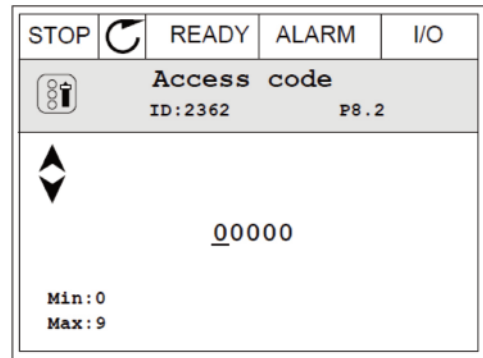 STOP READY ALARM I/O
Access code
ID:2362 P8.2
00000
Min:0
Max:9